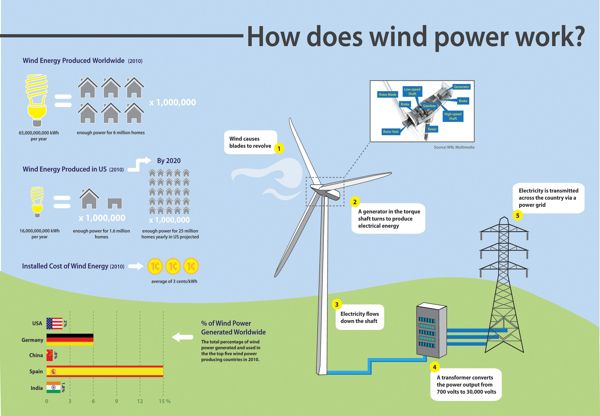 How does wind power work?
Wind Energy Produced Worldwide (2010)
x 1,000,000
65,000,000,000 kWh
per year
enough power for 6 million homes
Wind Energy Produced in US (2010)
By 2020
x 1,000,000
x 1,000,000
16,000,000,000 kWh
per year
enough power for 1.6 million
homes
enough power for 25 million
homes yearly in US projected
Installed Cost of Wind Energy (2010)
average of 3 cents/kWh
Wind causes
blades to revolve
1
Low-speed
shaft
Generator
Gearbox
Brake
High-speed
shaft
Tower
2
A generator in the torque
shaft turns to produce
electrical energy
3
Electricity flows
down the shaft
4
A transformer converts
the power output from
700 volts to 30,000 volts
5
Electricity is transmitted
across the country via a
power grid
% of Wind Power
Generated Worldwide
The total percentage of wind
power generated and used in
the the top five wind power
producing countries in 2010.
USA
Germany
China
Spain
India
0
3
6
9
12
15 %